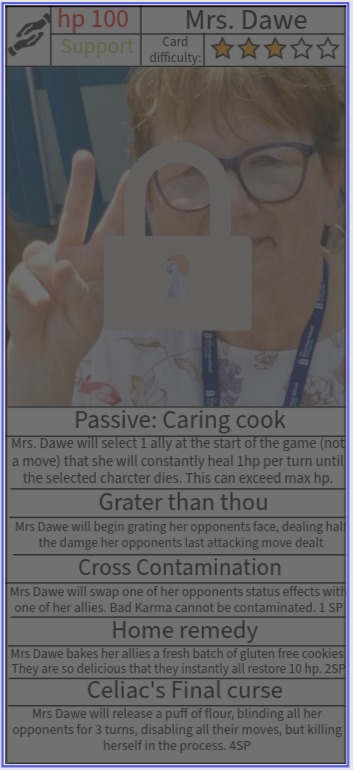 hp 100
Mrs. Dawe
Support
Card
difficulty:
Passive: Caring cook
Mrs. Dawe will select 1 ally at the start of the game (not
a move) that she will constantly heal 1hp per turn until
the selected charcter dies. This can exceed max hp.
Grater than thou
Mrs Dawe will begin grating her opponents face, dealing half
the damge her opponents last attacking move dealt
Cross Contamination
Mrs Dawe will swap one of her opponents status effects with
one of her allies. Bad Karma cannot be contaminated. 1 SP
Home remedy
Mrs Dawe bakes her allies a fresh batch of gluten free cookies
They are so delicious that they instantly all restore 10 hp. 2SP
Celiac's Final curse
Mrs Dawe will release a puff of flour, blinding all her
opponents for 3 turns, disabling all their moves, but killing
herself in the process. 4SP